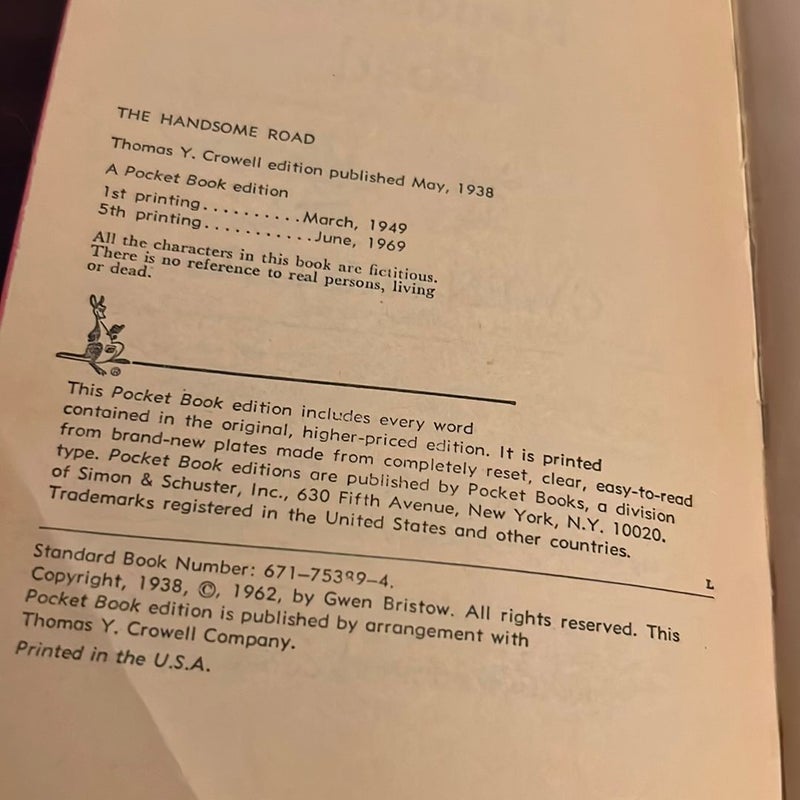 THE HANDSOME ROAD
Thomas Y. Crowell edition published May, 1938
A Pocket Book edition
1st printing..........March, 1949
5th printing...........June, 1969
All the characters in this book are fictitious.
There is no reference to real persons, living
or dead.
®
This Pocket Book edition includes every word
contained in the original, higher-priced edition. It is printed
from brand-new plates made from completely reset, clear, easy-to-read
type. Pocket Book editions are published by Pocket Books, a division
of Simon & Schuster, Inc., 630 Fifth Avenue, New York, N.Y. 10020.
Trademarks registered in the United States and other countries.
L
Standard Book Number: 671–75389–4.
Copyright, 1938, ©, 1962, by Gwen Bristow. All rights reserved. This
Pocket Book edition is published by arrangement with
Thomas Y. Crowell Company.
Printed in the U.S.A.